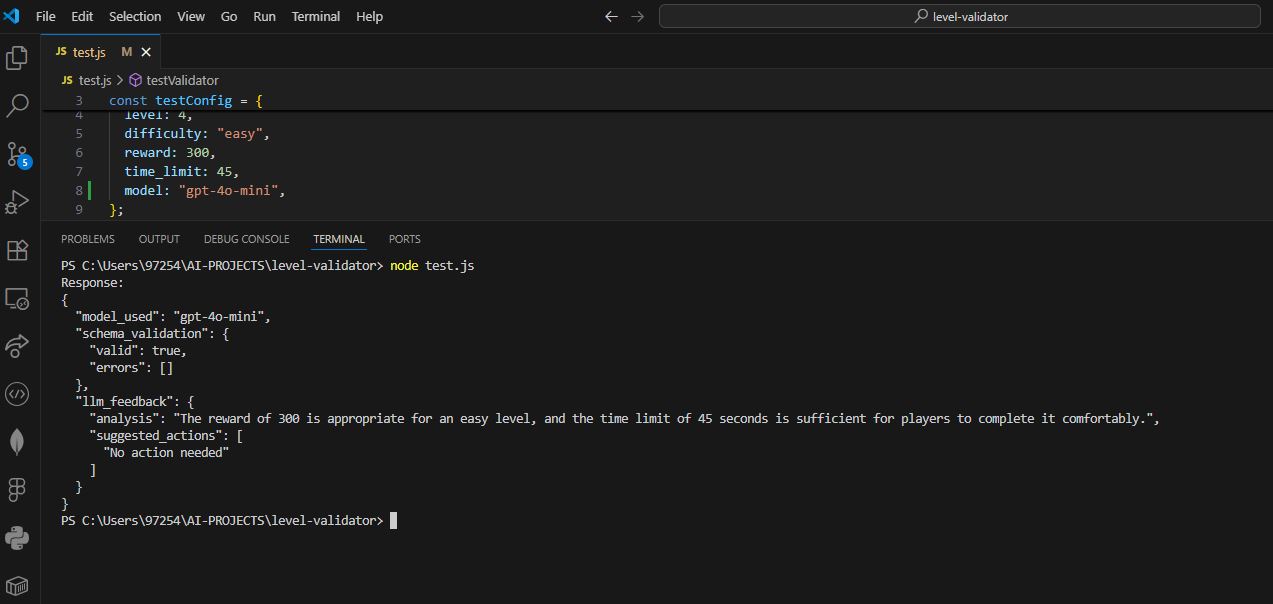 File Edit Selection View Go Run Terminal Help
level-validator
JS test.js M
JS test.js > testValidator
3 const testConfig = {
4 level: 4,
5 difficulty: "easy",
6 reward: 300,
7 time_limit: 45,
8 model: "gpt-4o-mini",
9 };
5
PROBLEMS OUTPUT DEBUG CONSOLE TERMINAL PORTS
PS C:\Users\97254\AI-PROJECTS\level-validator> node test.js
Response:
{
  "model_used": "gpt-4o-mini",
  "schema_validation": {
    "valid": true,
    "errors": []
  },
  "llm_feedback": {
    "analysis": "The reward of 300 is appropriate for an easy level, and the time limit of 45 seconds is sufficient for players to complete it comfortably.",
    "suggested_actions": [
      "No action needed"
    ]
  }
}
PS C:\Users\97254\AI-PROJECTS\level-validator>